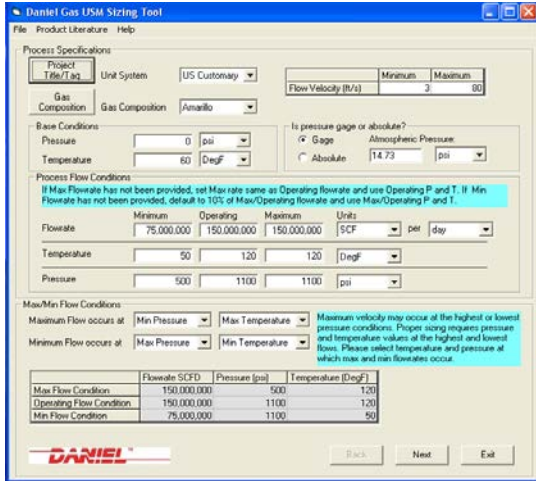 Daniel Gas USM Sizing Tool
File Product Literature Help
Process Specifications
Project Title/Tag
Unit System
US Customary
Minimum Maximum
Flow Velocity (ft/s) 3 80
Gas Composition
Gas Composition
Amarillo
Base Conditions
Pressure 0 psi
Temperature 60 DegF
Is pressure gage or absolute?
Gage Atmospheric Pressure:
Absolute 14.73 psi
Process Flow Conditions
If Max Flowrate has not been provided, set Max rate same as Operating flowrate and use Operating P and T. If Min
Flowrate has not been provided, default to 10% of Max/Operating flowrate and use Max/Operating P and T.
Minimum Operating Maximum Units
Flowrate 75,000,000 150,000,000 150,000,000 SCF per day
Temperature 50 120 120 DegF
Pressure 500 1100 1100 psi
Max/Min Flow Conditions
Maximum Flow occurs at Min Pressure Max Temperature
Minimum Flow occurs at Max Pressure Min Temperature
Maximum velocity may occur at the highest or lowest
pressure conditions. Proper sizing requires pressure
and temperature values at the highest and lowest
flows. Please select temperature and pressure at
which max and min flowrates occur.
Flowrate SCFD Pressure (psi) Temperature (DegF)
Max Flow Condition 150,000,000 500 120
Operating Flow Condition 150,000,000 1100 120
Min Flow Condition 75,000,000 1100 50
DANIEL
Back Next Exit